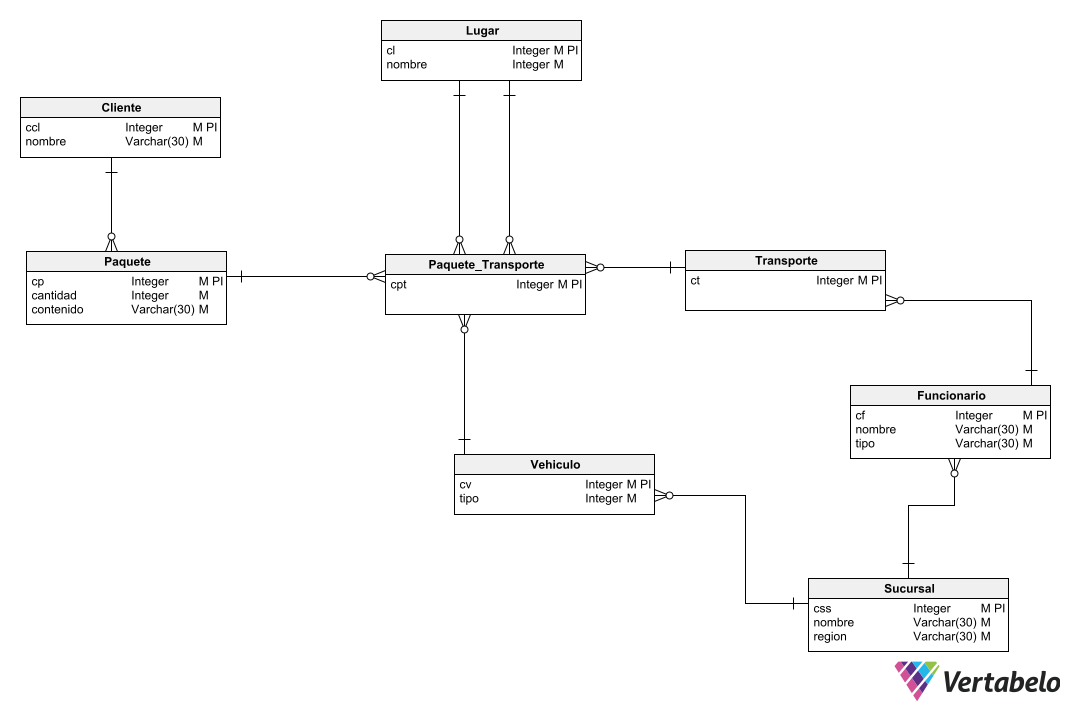 Lugar
cl Integer M PI
nombre Integer M
Cliente
ccl Integer M PI
nombre Varchar(30) M
Paquete
cp Integer M PI
cantidad Integer M
contenido Varchar(30) M
Paquete_Transporte
cpt Integer M PI
Transporte
ct Integer M PI
Funcionario
cf Integer M PI
nombre Varchar(30) M
tipo Varchar(30) M
Vehiculo
cv Integer M PI
tipo Integer M
Sucursal
css Integer M PI
nombre Varchar(30) M
region Varchar(30) M
Vertabelo